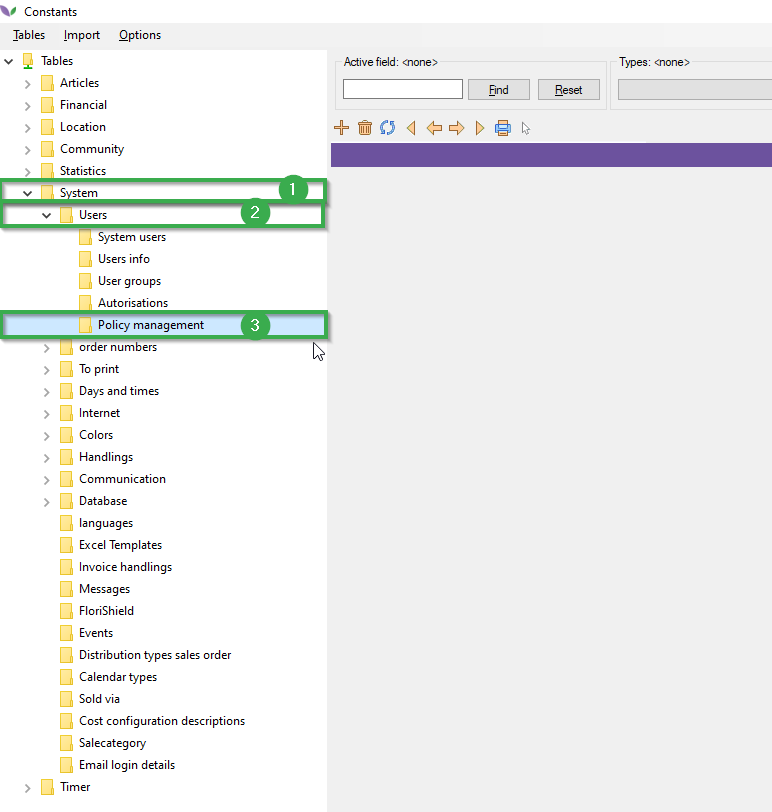 Constants
Tables Import Options
Tables
Articles
Financial
Location
Community
Statistics
System 1
Users 2
System users
Users info
User groups
Autorisations
Policy management 3
order numbers
To print
Days and times
Internet
Colors
Handlings
Communication
Database
languages
Excel Templates
Invoice handlings
Messages
FloriShield
Events
Distribution types sales order
Calendar types
Sold via
Cost configuration descriptions
Salecategory
Email login details
Timer
Active field: <none>
Find Reset
Types: <none>